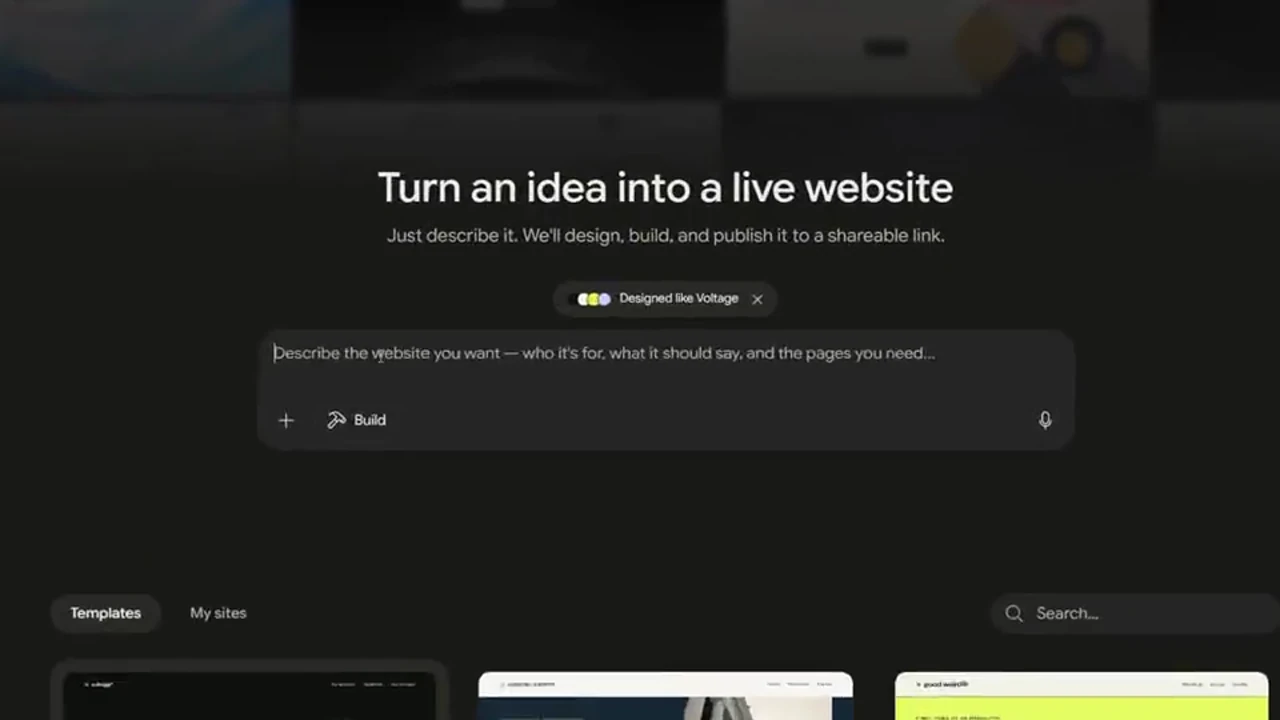 Turn an idea into a live website
Just describe it. We'll design, build, and publish it to a shareable link.
Designed like Voltage
Describe the website you want — who it's for, what it should say, and the pages you need...
Build
Templates
My sites
Search...
good weirdo